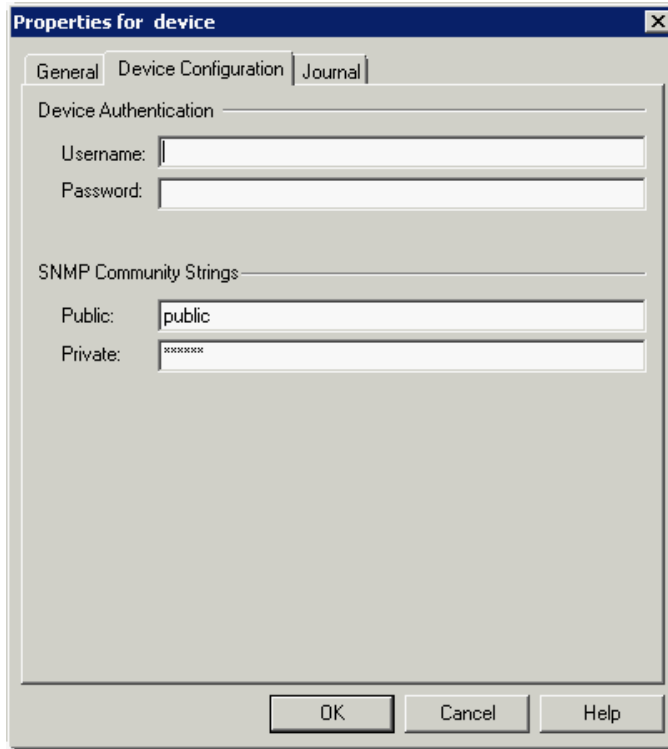 Properties for device
General Device Configuration Journal
Device Authentication
Username:
Password:
SNMP Community Strings
Public: public
Private: ******
OK Cancel Help